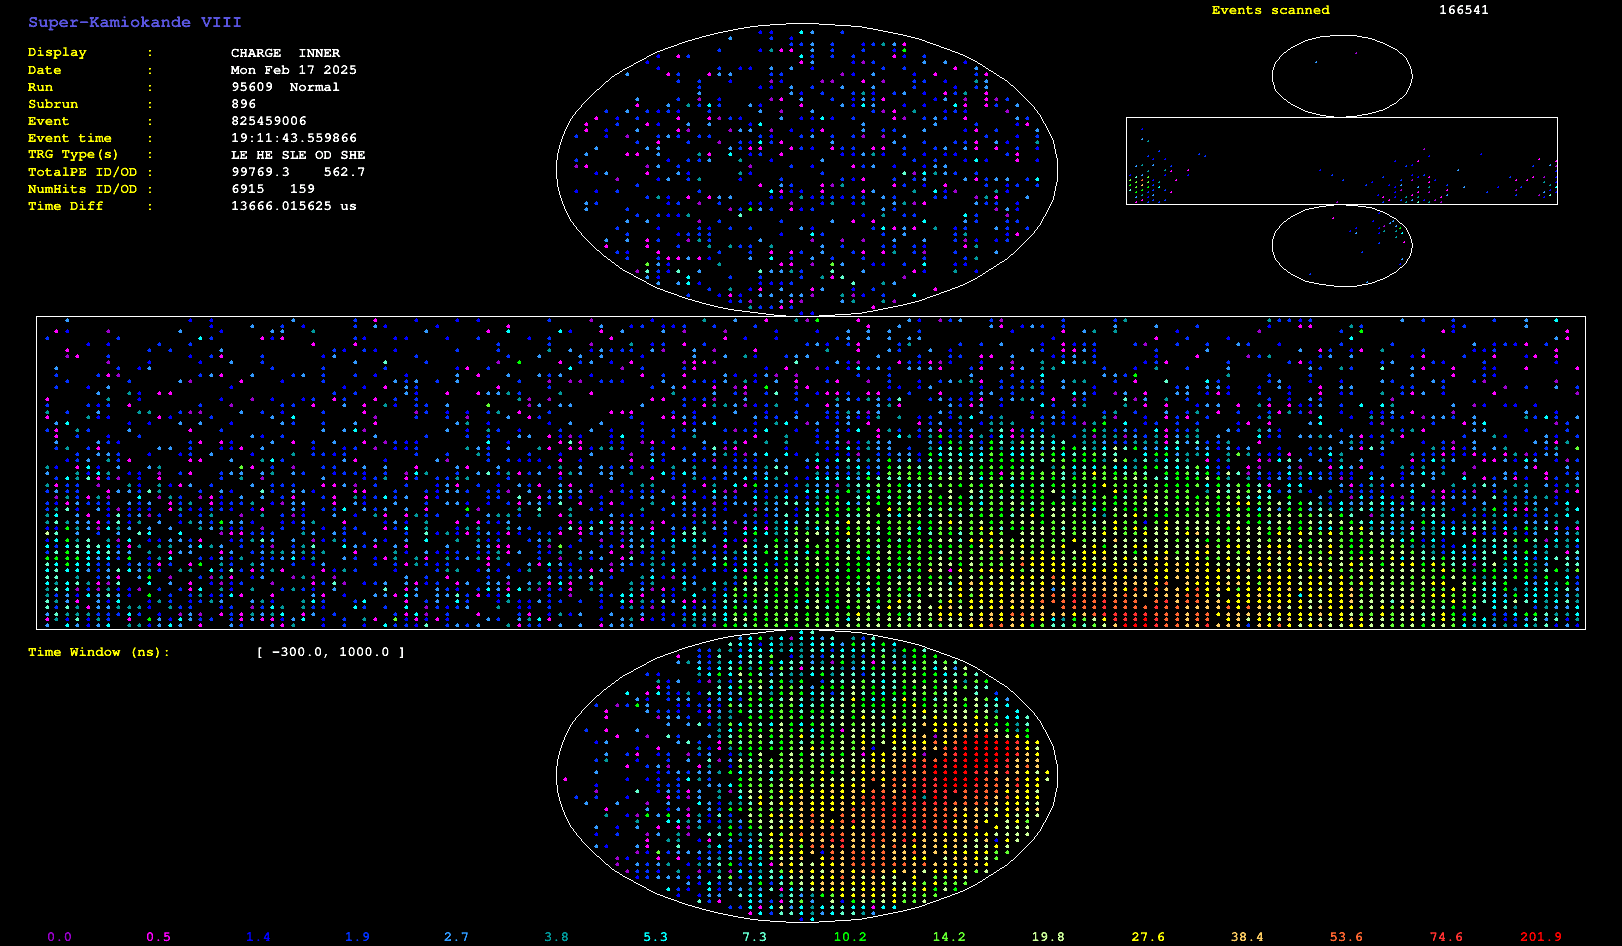 Super-Kamiokande VIII
Events scanned 166541
Display : CHARGE INNER
Date : Mon Feb 17 2025
Run : 95609 Normal
Subrun : 896
Event : 825459006
Event time : 19:11:43.559866
TRG Type(s) : LE HE SLE OD SHE
TotalPE ID/OD : 99769.3 562.7
NumHits ID/OD : 6915 159
Time Diff : 13666.015625 us
Time Window (ns): [ -300.0, 1000.0 ]
0.0 0.5 1.4 1.9 2.7 3.8 5.3 7.3 10.2 14.2 19.8 27.6 38.4 53.6 74.6 201.9